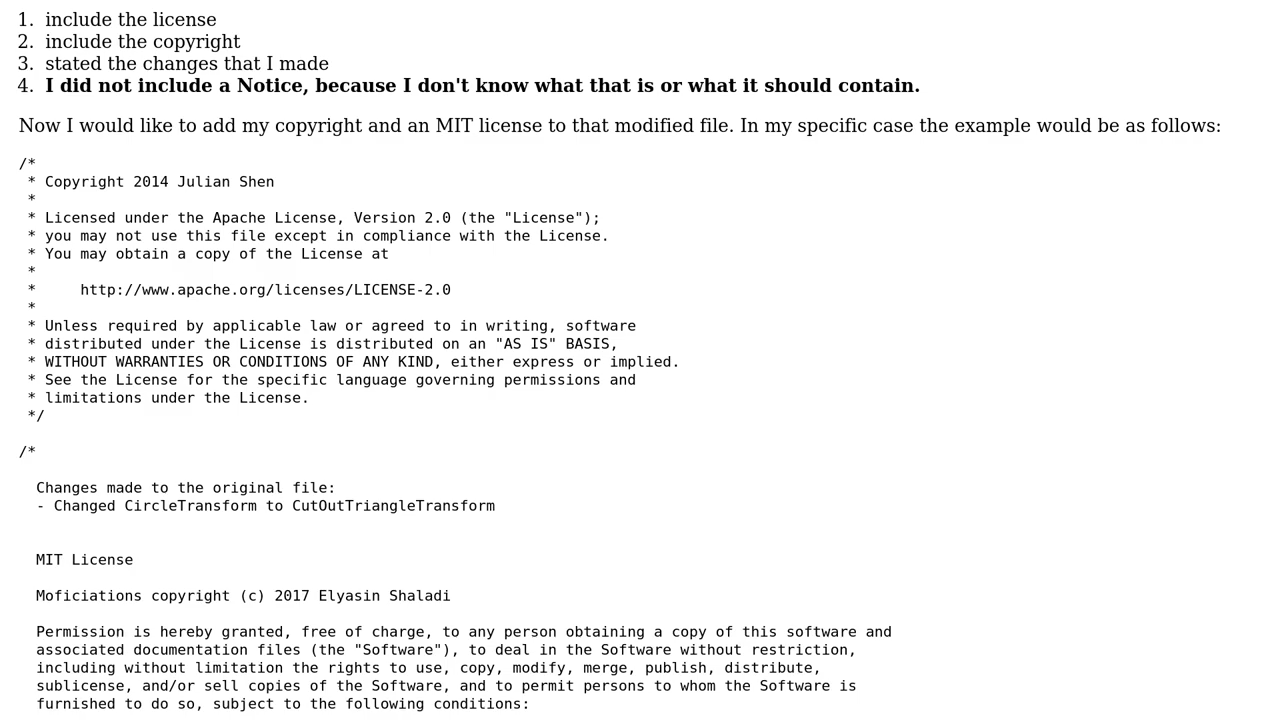 1. include the license
2. include the copyright
3. stated the changes that I made
4. I did not include a Notice, because I don't know what that is or what it should contain.
Now I would like to add my copyright and an MIT license to that modified file. In my specific case the example would be as follows:
/*
 * Copyright 2014 Julian Shen
 *
 * Licensed under the Apache License, Version 2.0 (the "License");
 * you may not use this file except in compliance with the License.
 * You may obtain a copy of the License at
 *
 *     http://www.apache.org/licenses/LICENSE-2.0
 *
 * Unless required by applicable law or agreed to in writing, software
 * distributed under the License is distributed on an "AS IS" BASIS,
 * WITHOUT WARRANTIES OR CONDITIONS OF ANY KIND, either express or implied.
 * See the License for the specific language governing permissions and
 * limitations under the License.
 */
/*
  Changes made to the original file:
  - Changed CircleTransform to CutOutTriangleTransform
  MIT License
  Moficiations copyright (c) 2017 Elyasin Shaladi
  Permission is hereby granted, free of charge, to any person obtaining a copy of this software and
  associated documentation files (the "Software"), to deal in the Software without restriction,
  including without limitation the rights to use, copy, modify, merge, publish, distribute,
  sublicense, and/or sell copies of the Software, and to permit persons to whom the Software is
  furnished to do so, subject to the following conditions: